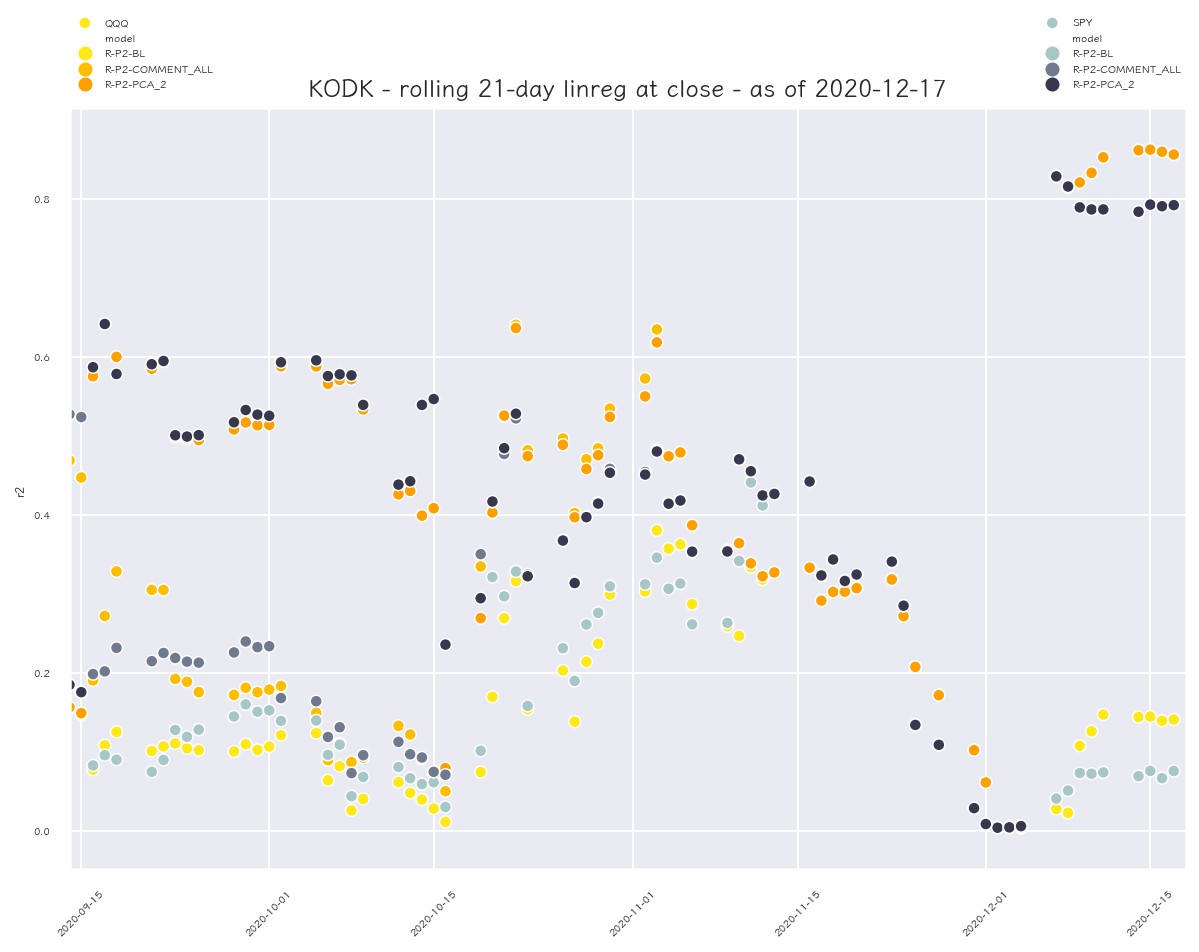 QQQ
model
R-P2-BL
R-P2-COMMENT_ALL
R-P2-PCA_2
SPY
model
R-P2-BL
R-P2-COMMENT_ALL
R-P2-PCA_2
KODK - rolling 21-day linreg at close - as of 2020-12-17
0.8
0.6
0.4
0.2
0.0
r2
2020-09-15
2020-10-01
2020-10-15
2020-11-01
2020-11-15
2020-12-01
2020-12-15